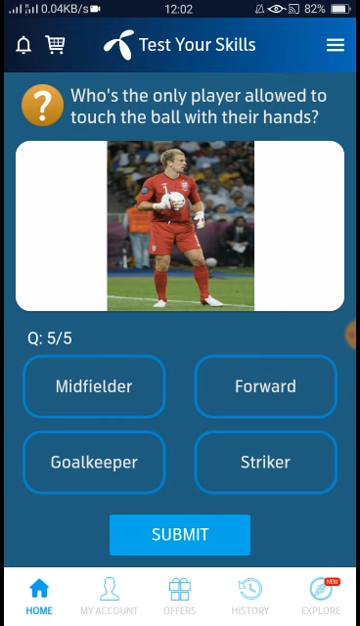 0.04KB/s
12:02
82%
Test Your Skills
?
Who's the only player allowed to
touch the ball with their hands?
1
Q: 5/5
Midfielder
Forward
Goalkeeper
Striker
SUBMIT
NEW
HOME
MY ACCOUNT
OFFERS
HISTORY
EXPLORE